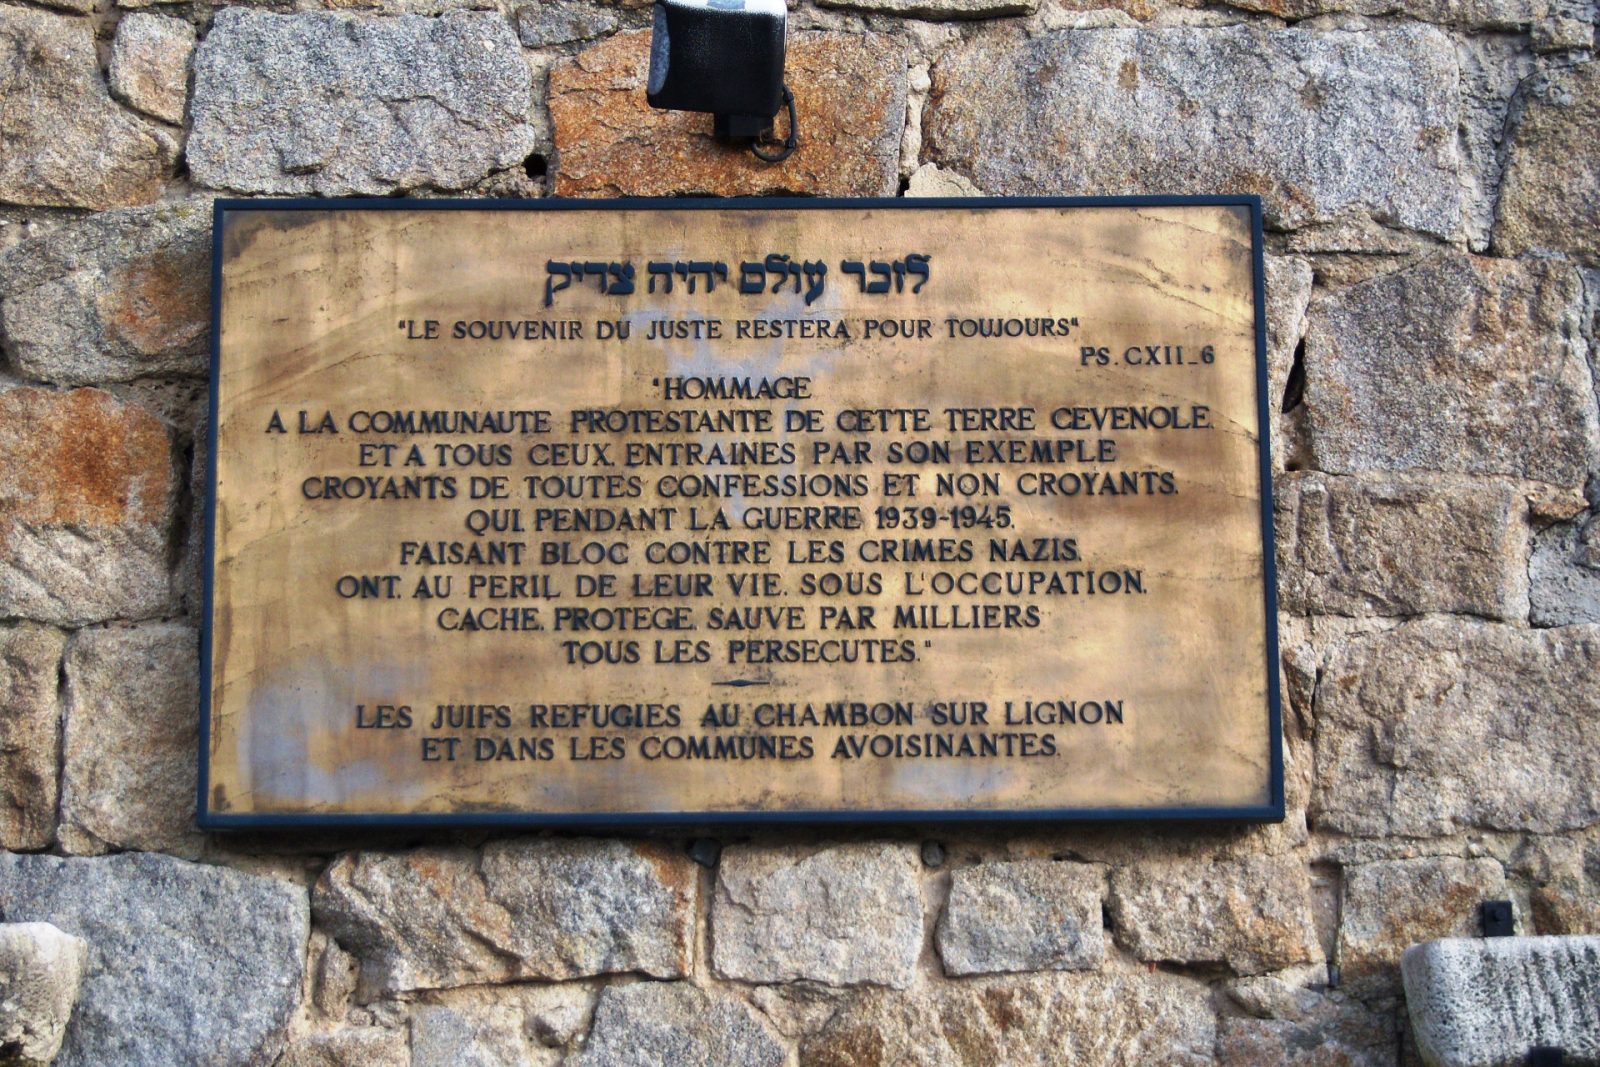 לזכר עולם יהיה צדיק
"LE SOUVENIR DU JUSTE RESTERA POUR TOUJOURS"
PS. CXII_6
"HOMMAGE
A LA COMMUNAUTE PROTESTANTE DE CETTE TERRE CEVENOLE.
ET A TOUS CEUX, ENTRAINES PAR SON EXEMPLE
CROYANTS DE TOUTES CONFESSIONS ET NON CROYANTS.
QUI, PENDANT LA GUERRE 1939-1945.
FAISANT BLOC CONTRE LES CRIMES NAZIS,
ONT, AU PERIL DE LEUR VIE, SOUS L'OCCUPATION,
CACHE, PROTEGE, SAUVE PAR MILLIERS
TOUS LES PERSECUTES."
LES JUIFS REFUGIES AU CHAMBON SUR LIGNON
ET DANS LES COMMUNES AVOISINANTES.